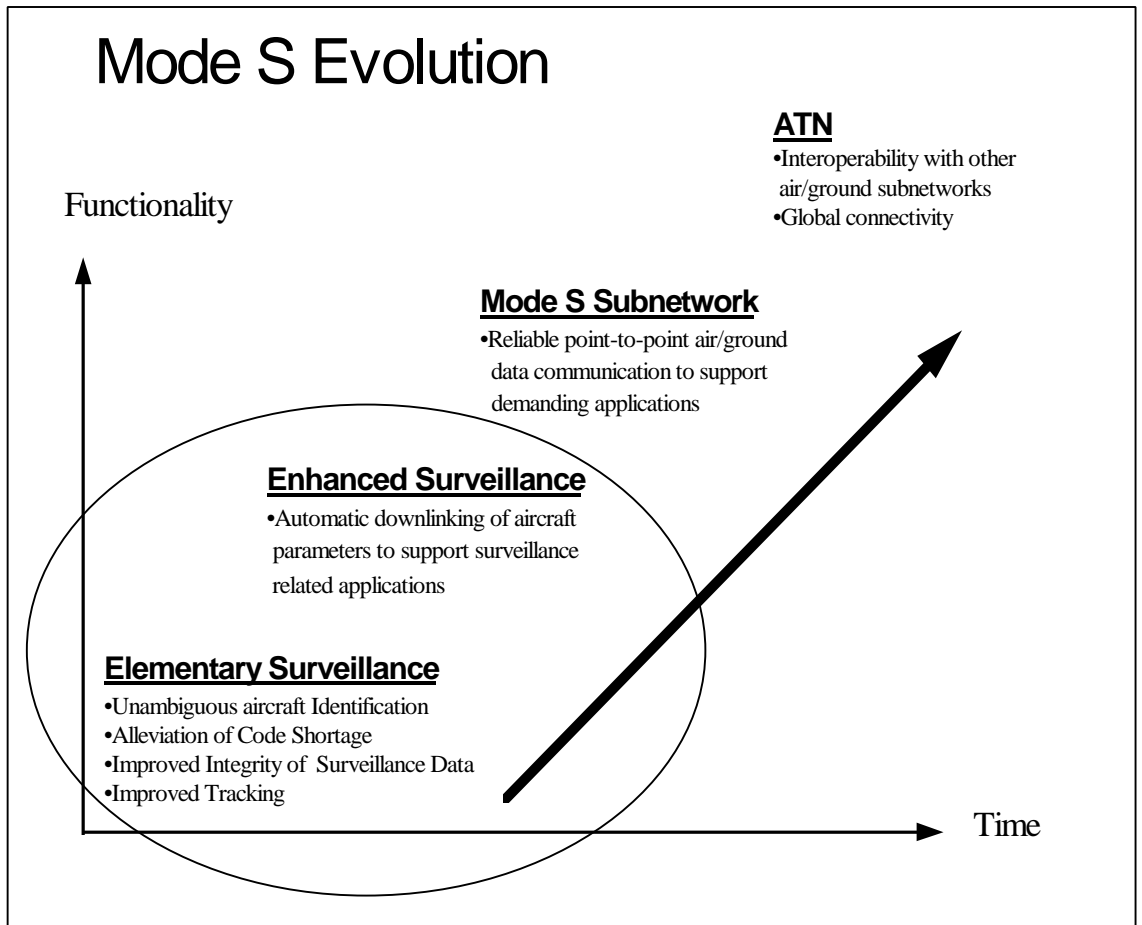 Mode S Evolution
ATN
•Interoperability with other
air/ground subnetworks
•Global connectivity
Functionality
Mode S Subnetwork
•Reliable point-to-point air/ground
data communication to support
demanding applications
Enhanced Surveillance
•Automatic downlinking of aircraft
parameters to support surveillance
related applications
Elementary Surveillance
•Unambiguous aircraft Identification
•Alleviation of Code Shortage
•Improved Integrity of Surveillance Data
•Improved Tracking
Time